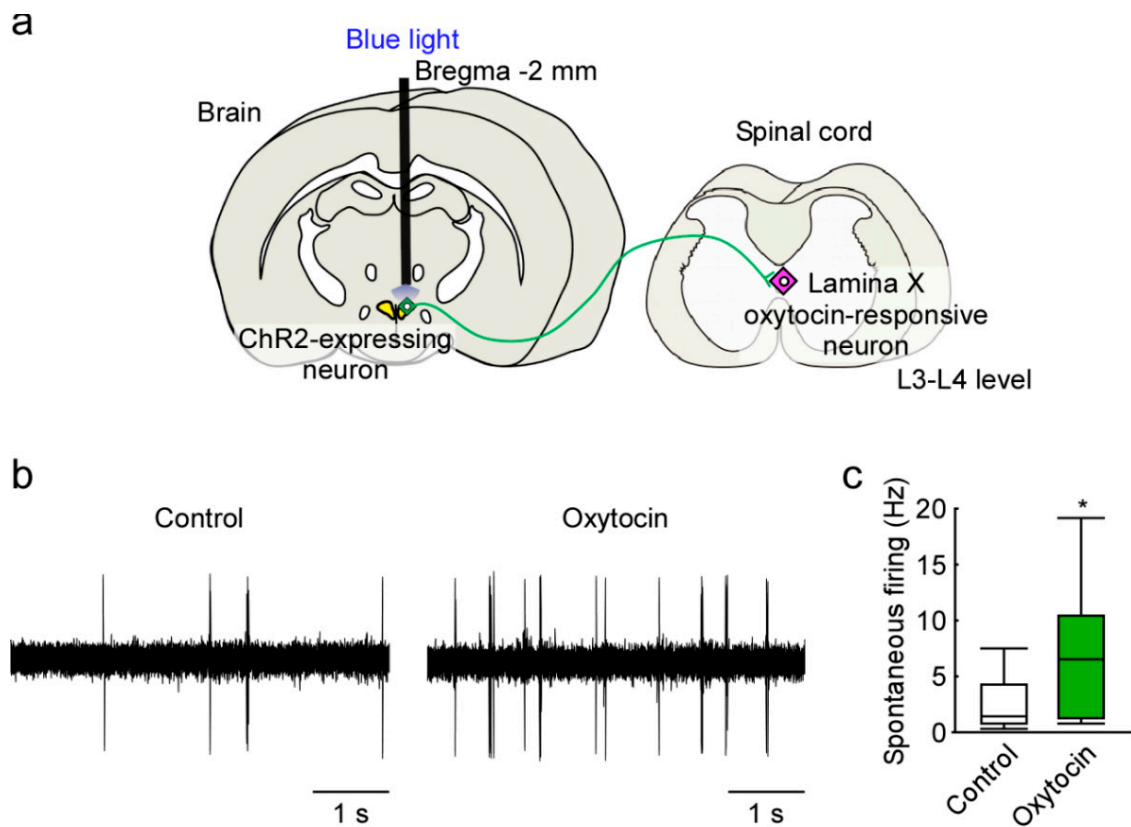 a
Blue light
Bregma -2 mm
Brain
Spinal cord
ChR2-expressing
neuron
Lamina X
oxytocin-responsive
neuron
L3-L4 level
b
Control
Oxytocin
1 s
1 s
c
Spontaneous firing (Hz)
20
15
10
5
0
*
Control
Oxytocin